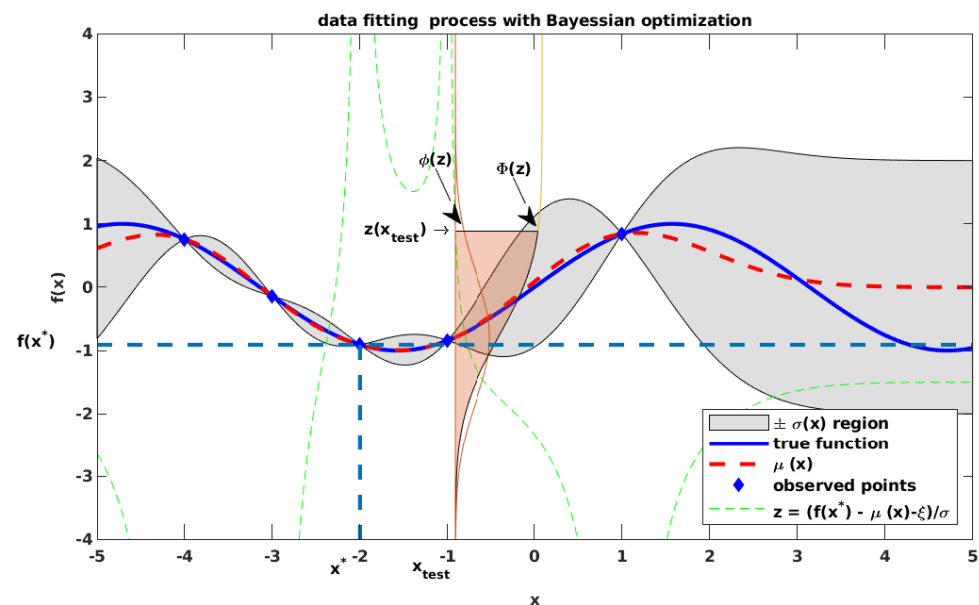 data fitting process with Bayessian optimization
4
3
2
1
0
-1
-2
-3
-4
f(x)
f(x*)
ϕ(z)
Φ(z)
z(x_test) →
± σ(x) region
true function
μ (x)
observed points
z = (f(x*) - μ (x)-ξ)/σ
-5 -4 -3 -2 -1 0 1 2 3 4 5
x* x_test
x